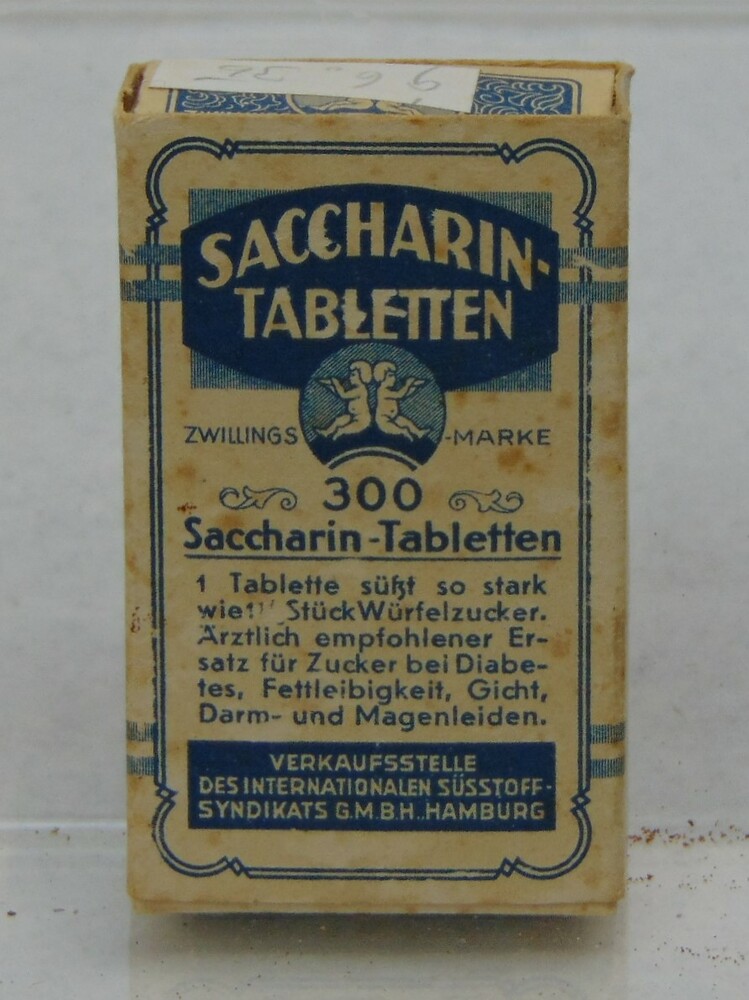 SACCHARIN-
TABLETTEN
ZWILLINGS -MARKE
300
Saccharin-Tabletten
1 Tablette süßt so stark
wie Stück Würfelzucker.
Ärztlich empfohlener Er-
satz für Zucker bei Diabe-
tes, Fettleibigkeit, Gicht,
Darm- und Magenleiden.
VERKAUFSSTELLE
DES INTERNATIONALEN SÜSSTOFF-
SYNDIKATS G.M.B.H., HAMBURG